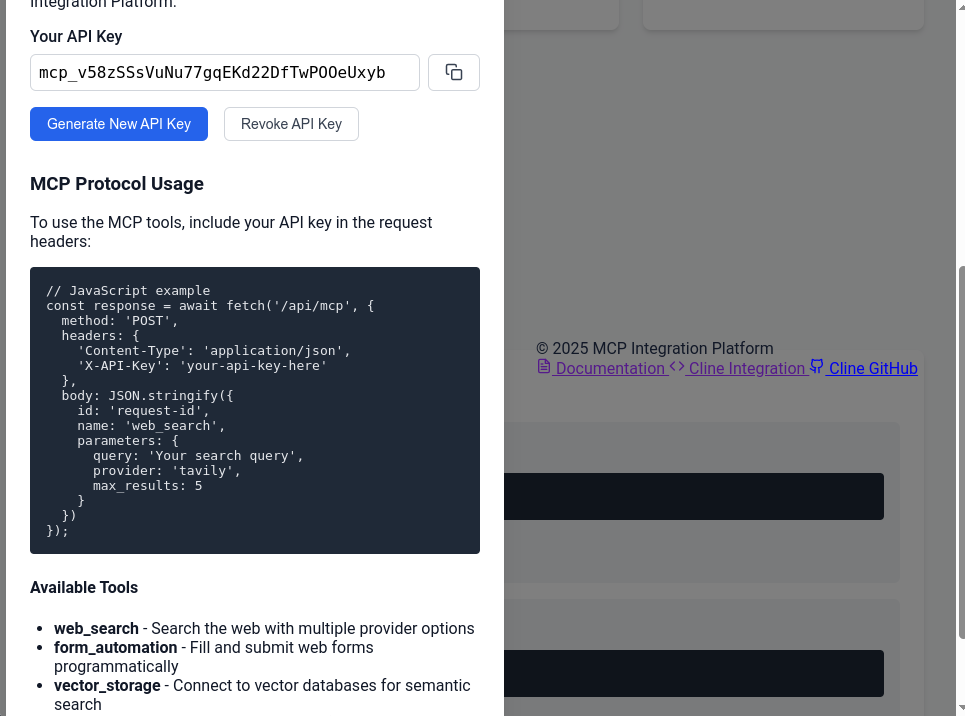 Integration Platform.
Your API Key
mcp_v58zSSsVuNu77gqEKd22DfTwPOOeUxyb
Generate New API Key
Revoke API Key
MCP Protocol Usage
To use the MCP tools, include your API key in the request
headers:
// JavaScript example
const response = await fetch('/api/mcp', {
  method: 'POST',
  headers: {
    'Content-Type': 'application/json',
    'X-API-Key': 'your-api-key-here'
  },
  body: JSON.stringify({
    id: 'request-id',
    name: 'web_search',
    parameters: {
      query: 'Your search query',
      provider: 'tavily',
      max_results: 5
    }
  })
});
Available Tools
• web_search - Search the web with multiple provider options
• form_automation - Fill and submit web forms
programmatically
• vector_storage - Connect to vector databases for semantic
search
© 2025 MCP Integration Platform
Documentation Cline Integration Cline GitHub